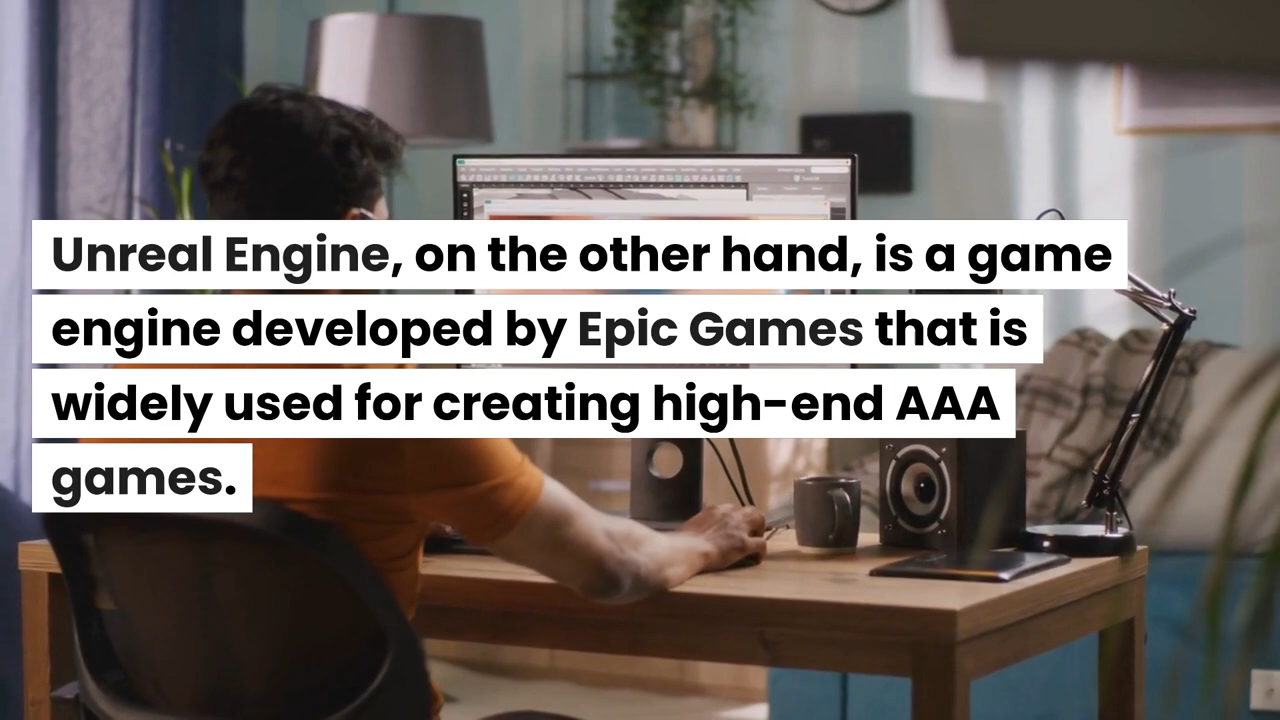 Unreal Engine, on the other hand, is a game
engine developed by Epic Games that is
widely used for creating high-end AAA
games.